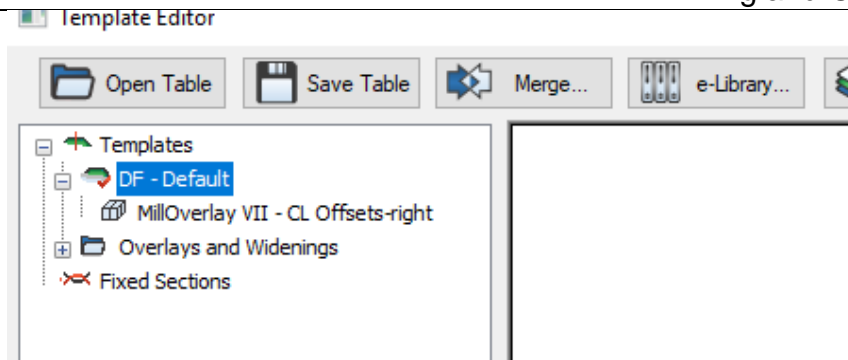 Template Editor
Open Table Save Table Merge... e-Library...
Templates
DF - Default
MillOverlay VII - CL Offsets-right
Overlays and Widenings
Fixed Sections